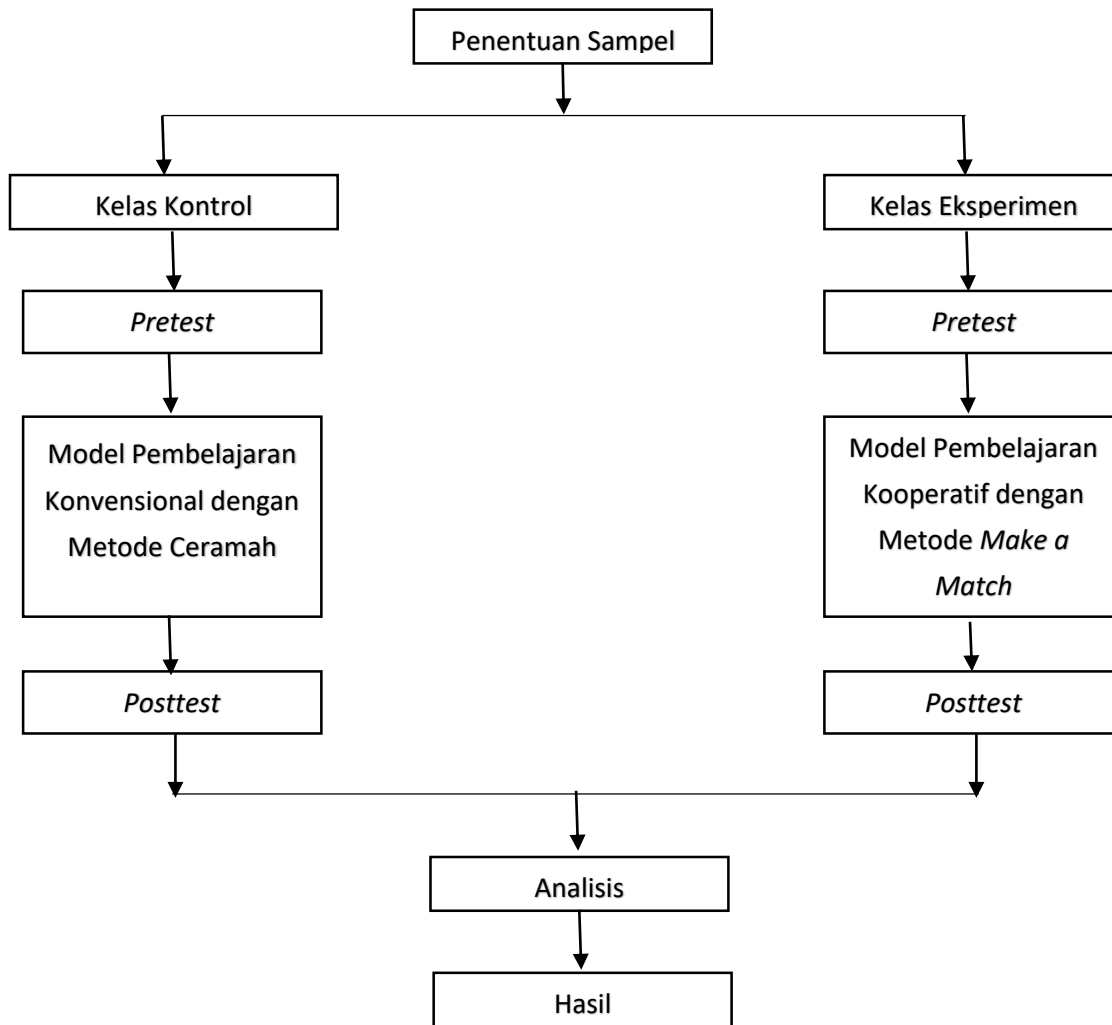 Penentuan Sampel
Kelas Kontrol
Kelas Eksperimen
Pretest
Pretest
Model Pembelajaran
Konvensional dengan
Metode Ceramah
Model Pembelajaran
Kooperatif dengan
Metode Make a
Match
Posttest
Posttest
Analisis
Hasil